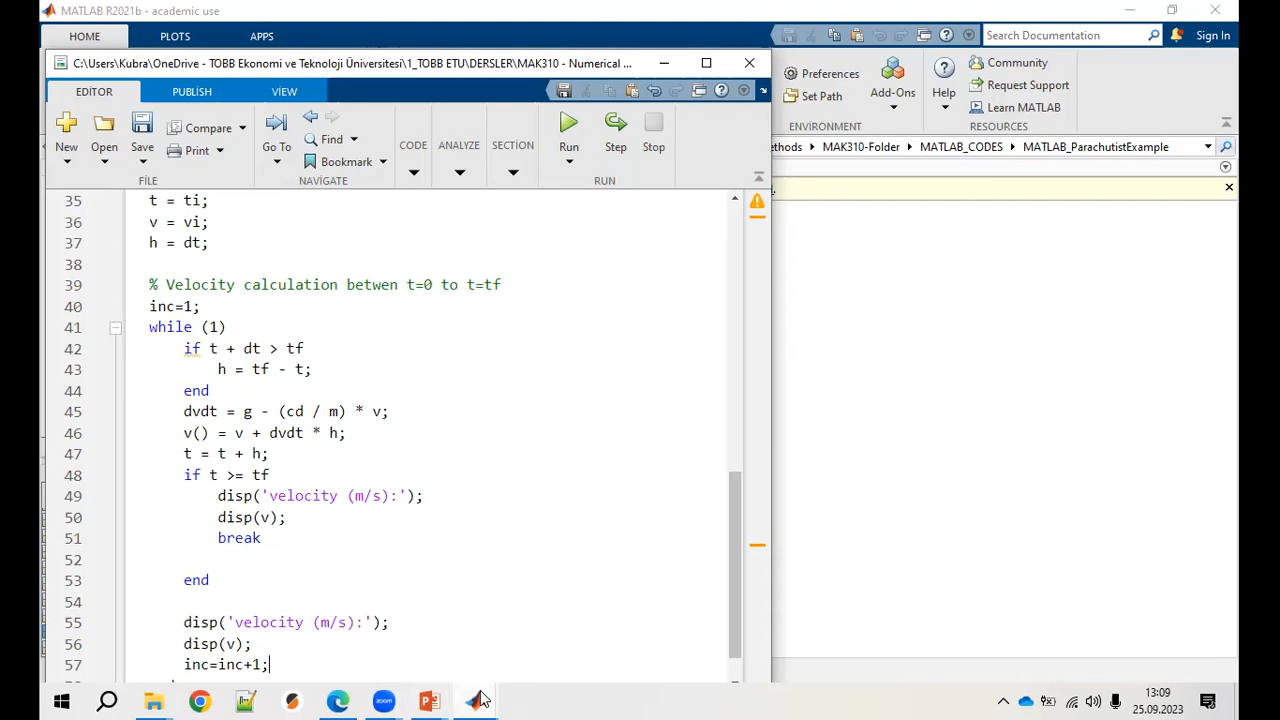 MATLAB R2021b - academic use
HOME PLOTS APPS
Search Documentation Sign In
C:\Users\Kubra\OneDrive - TOBB Ekonomi ve Teknoloji Üniversitesi\1_TOBB ETU\DERSLER\MAK310 - Numerical ...
EDITOR PUBLISH VIEW
Preferences
Set Path
Add-Ons
Help
Community
Request Support
Learn MATLAB
ENVIRONMENT RESOURCES
New Open Save Compare Print
Go To Find Bookmark
CODE ANALYZE SECTION
Run Step Stop
FİLE NAVİGATE RUN
ethods MAK310-Folder MATLAB_CODES MATLAB_ParachutistExample
35 t = ti;
36 v = vi;
37 h = dt;
38
39 % Velocity calculation betwen t=0 to t=tf
40 inc=1;
41 while (1)
42 if t + dt > tf
43 h = tf - t;
44 end
45 dvdt = g - (cd / m) * v;
46 v() = v + dvdt * h;
47 t = t + h;
48 if t >= tf
49 disp('velocity (m/s):');
50 disp(v);
51 break
52
53 end
54
55 disp('velocity (m/s):');
56 disp(v);
57 inc=inc+1;
zoom
13:09
25.09.2023